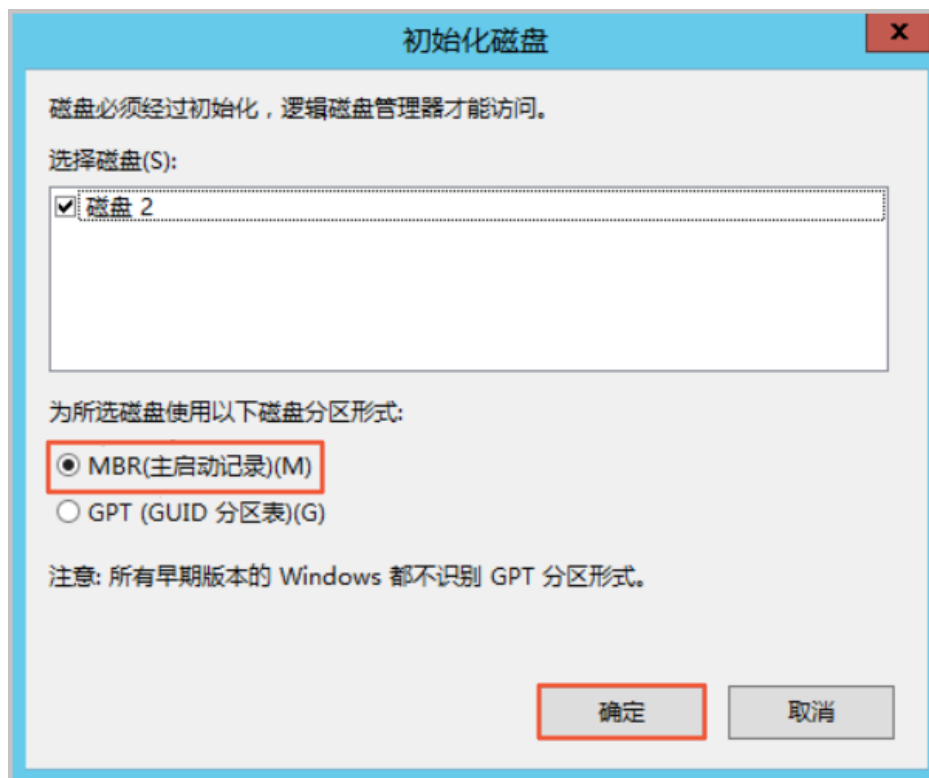 初始化磁盘
x
磁盘必须经过初始化，逻辑磁盘管理器才能访问。
选择磁盘(S):
磁盘 2
为所选磁盘使用以下磁盘分区形式:
MBR(主启动记录)(M)
GPT (GUID 分区表)(G)
注意: 所有早期版本的 Windows 都不识别 GPT 分区形式。
确定 取消